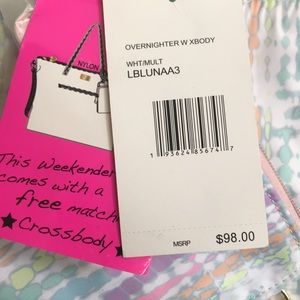 NYLON
This Weekender
comes with a
free matchi
★ Crossbody ★
OVERNIGHTER W XBODY
WHT/MULT
LBLUNAA3
1 93624 85674 7
MSRP $98.00